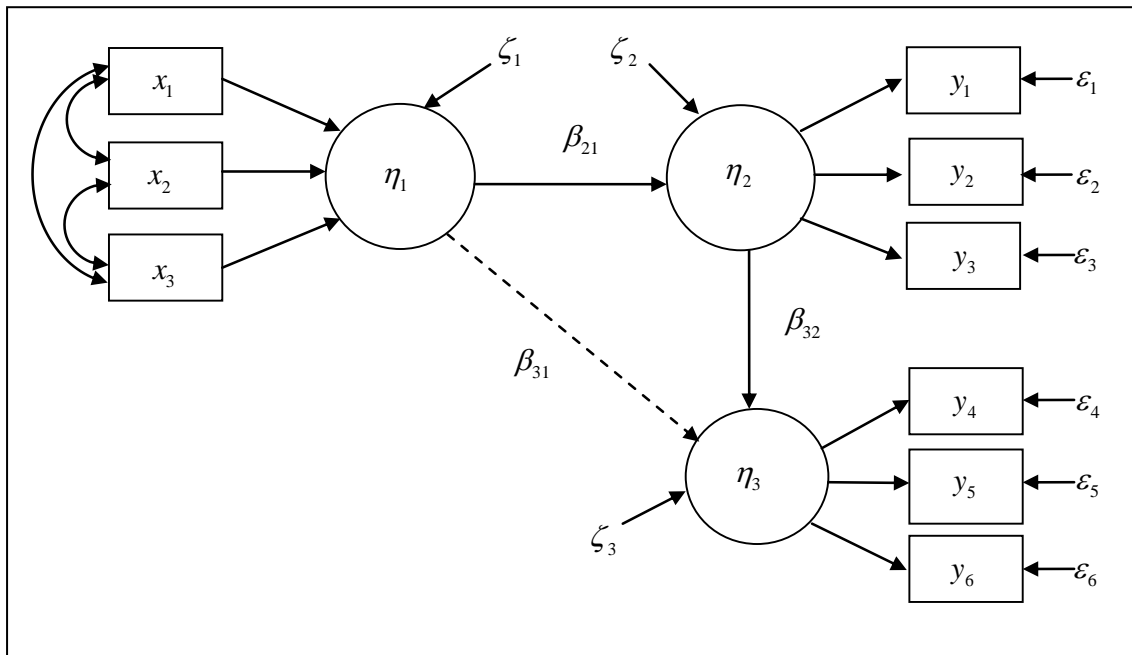 ζ₁
ζ₂
x₁
y₁
ε₁
β₂₁
x₂
η₁
η₂
y₂
ε₂
x₃
y₃
ε₃
β₃₂
β₃₁
y₄
ε₄
η₃
y₅
ε₅
ζ₃
y₆
ε₆